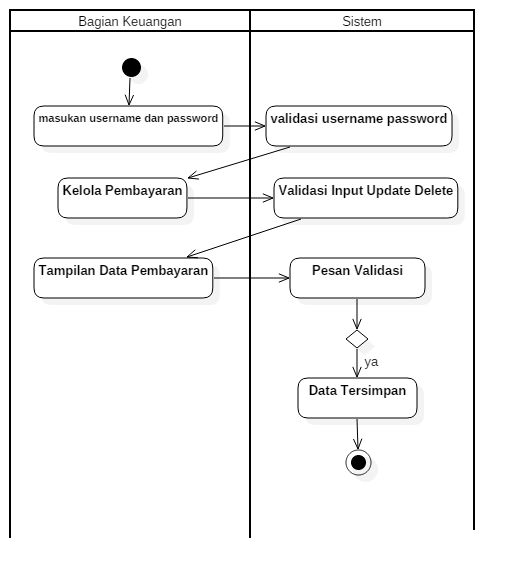 Bagian Keuangan
Sistem
masukan username dan password
validasi username password
Kelola Pembayaran
Validasi Input Update Delete
Tampilan Data Pembayaran
Pesan Validasi
ya
Data Tersimpan